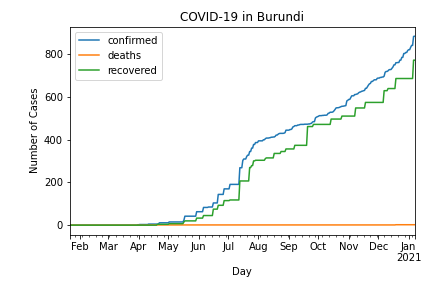 COVID-19 in Burundi
confirmed
deaths
recovered
800
600
400
200
0
Number of Cases
Feb Mar Apr May Jun Jul Aug Sep Oct Nov Dec Jan
2021
Day